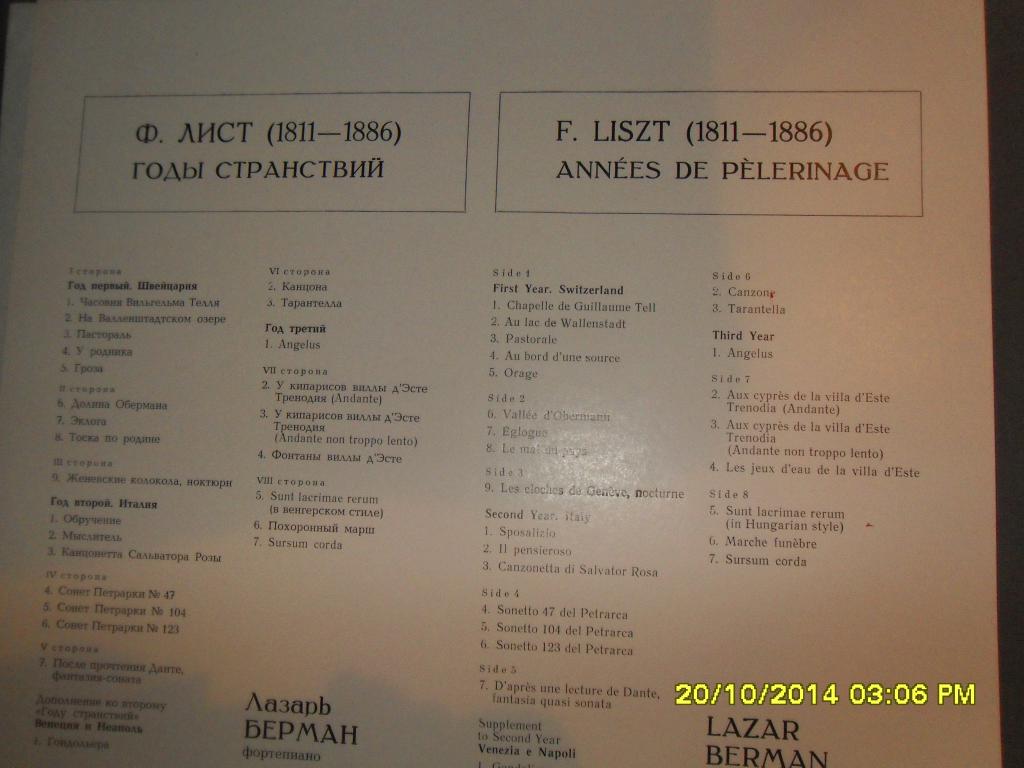 Ф. ЛИСТ (1811—1886)
ГОДЫ СТРАНСТВИЙ
I сторона
Год первый. Швейцария
1. Часовня Вильгельма Телля
2. На Валленштадтском озере
3. Пастораль
4. У родника
5. Гроза
II сторона
6. Долина Обермана
7. Эклога
8. Тоска по родине
III сторона
9. Женевские колокола, ноктюрн
Год второй. Италия
1. Обручение
2. Мыслитель
3. Канцонетта Сальватора Розы
IV сторона
4. Сонет Петрарки № 47
5. Сонет Петрарки № 104
6. Сонет Петрарки № 123
V сторона
7. После прочтения Данте,
фантазия-соната
Дополнение ко второму
«Году странствий»
Венеция и Неаполь
1. Гондольера
VI сторона
2. Канцона
3. Тарантелла
Год третий
1. Angelus
VII сторона
2. У кипарисов виллы д'Эсте
Тренодия (Andante)
3. У кипарисов виллы д'Эсте
Тренодия
(Andante non troppo lento)
4. Фонтаны виллы д'Эсте
VIII сторона
5. Sunt lacrimae rerum
(в венгерском стиле)
6. Похоронный марш
7. Sursum corda
Лазарь
БЕРМАН
фортепиано
F. LISZT (1811—1886)
ANNÉES DE PÈLERINAGE
Side 1
First Year. Switzerland
1. Chapelle de Guillaume Tell
2. Au lac de Wallenstadt
3. Pastorale
4. Au bord d'une source
5. Orage
Side 2
6. Vallée d'Obermann
7. Eglogue
8. Le mal du pays
Side 3
9. Les cloches de Genève, nocturne
Second Year. Italy
1. Sposalizio
2. Il pensieroso
3. Canzonetta di Salvator Rosa
Side 4
4. Sonetto 47 del Petrarca
5. Sonetto 104 del Petrarca
6. Sonetto 123 del Petrarca
Side 5
7. D'après une lecture de Dante,
fantasia quasi sonata
Supplement
to Second Year
Venezia e Napoli
Side 6
2. Canzone
3. Tarantella
Third Year
1. Angelus
Side 7
2. Aux cyprès de la villa d'Este
Trenodia (Andante)
3. Aux cyprès de la villa d'Este
Trenodia
(Andante non troppo lento)
4. Les jeux d'eau de la villa d'Este
Side 8
5. Sunt lacrimae rerum
(in Hungarian style)
6. Marche funèbre
7. Sursum corda
20/10/2014 03:06 PM
LAZAR
BERMAN